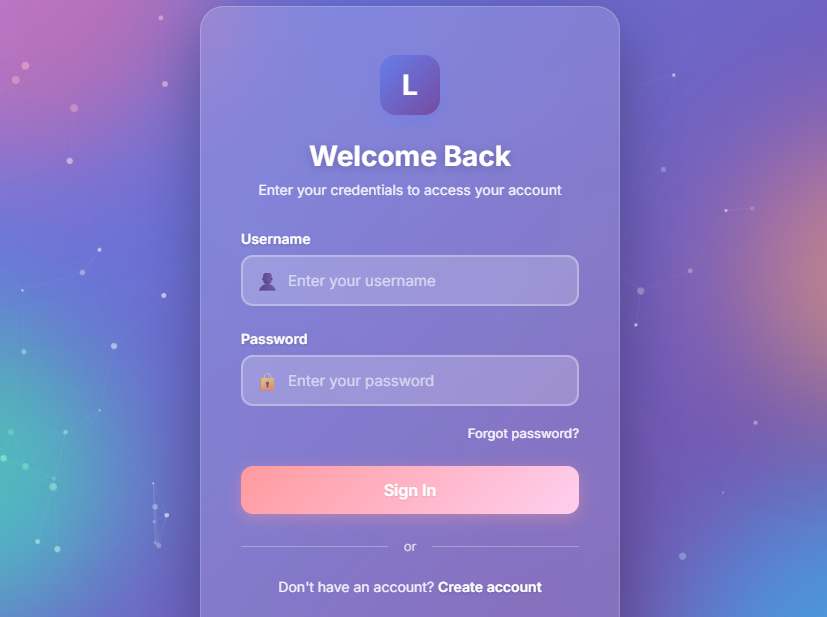 L
Welcome Back
Enter your credentials to access your account
Username
Enter your username
Password
Enter your password
Forgot password?
Sign In
or
Don't have an account? Create account